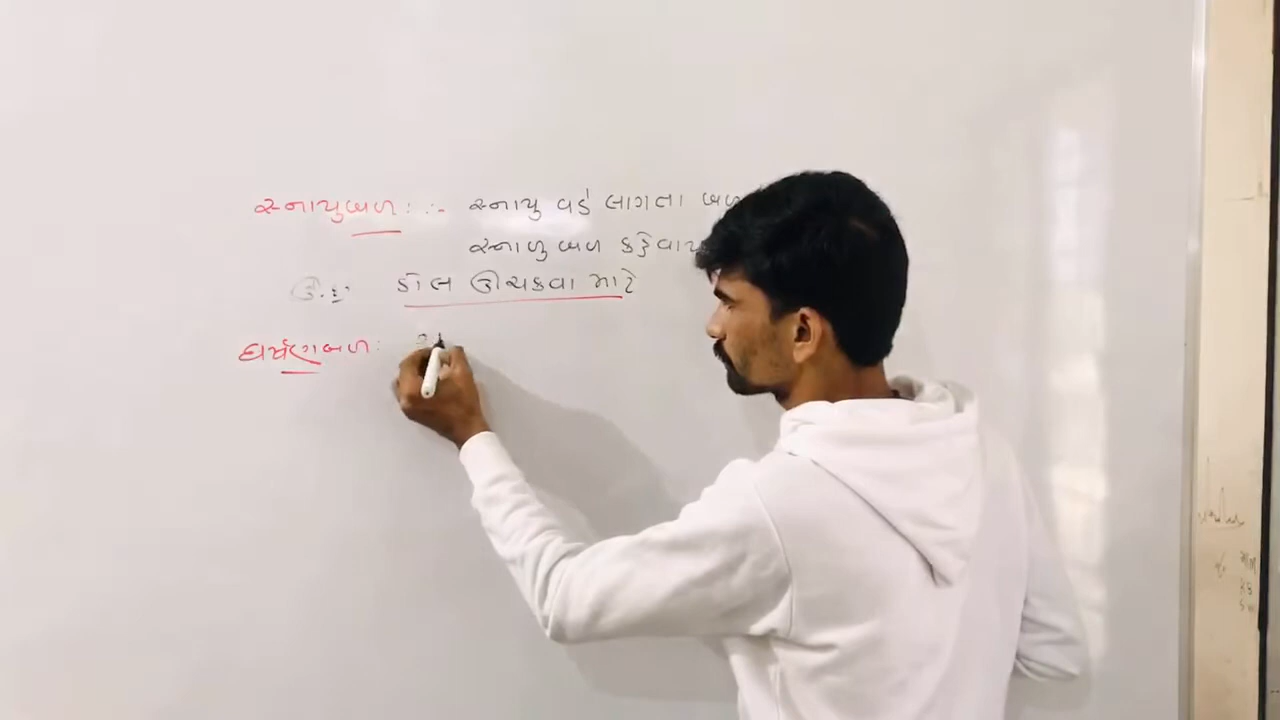 સ્નાયુબળ :- સ્નાયુ વડે લાગતા બળ
સ્નાયુ બળ કહેવાય
ઉ.દા ડોલ ઊંચકવા માટે
ઘર્ષણબળ :